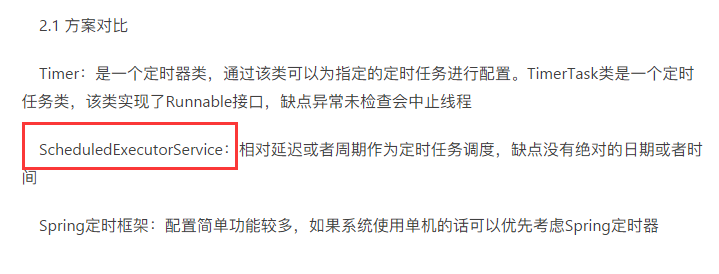 2.1 方案对比
Timer：是一个定时器类，通过该类可以为指定的定时任务进行配置。TimerTask类是一个定时
任务类，该类实现了Runnable接口，缺点异常未检查会中止线程
ScheduledExecutorService：相对延迟或者周期作为定时任务调度，缺点没有绝对的日期或者时
间
Spring定时框架：配置简单功能较多，如果系统使用单机的话可以优先考虑Spring定时器